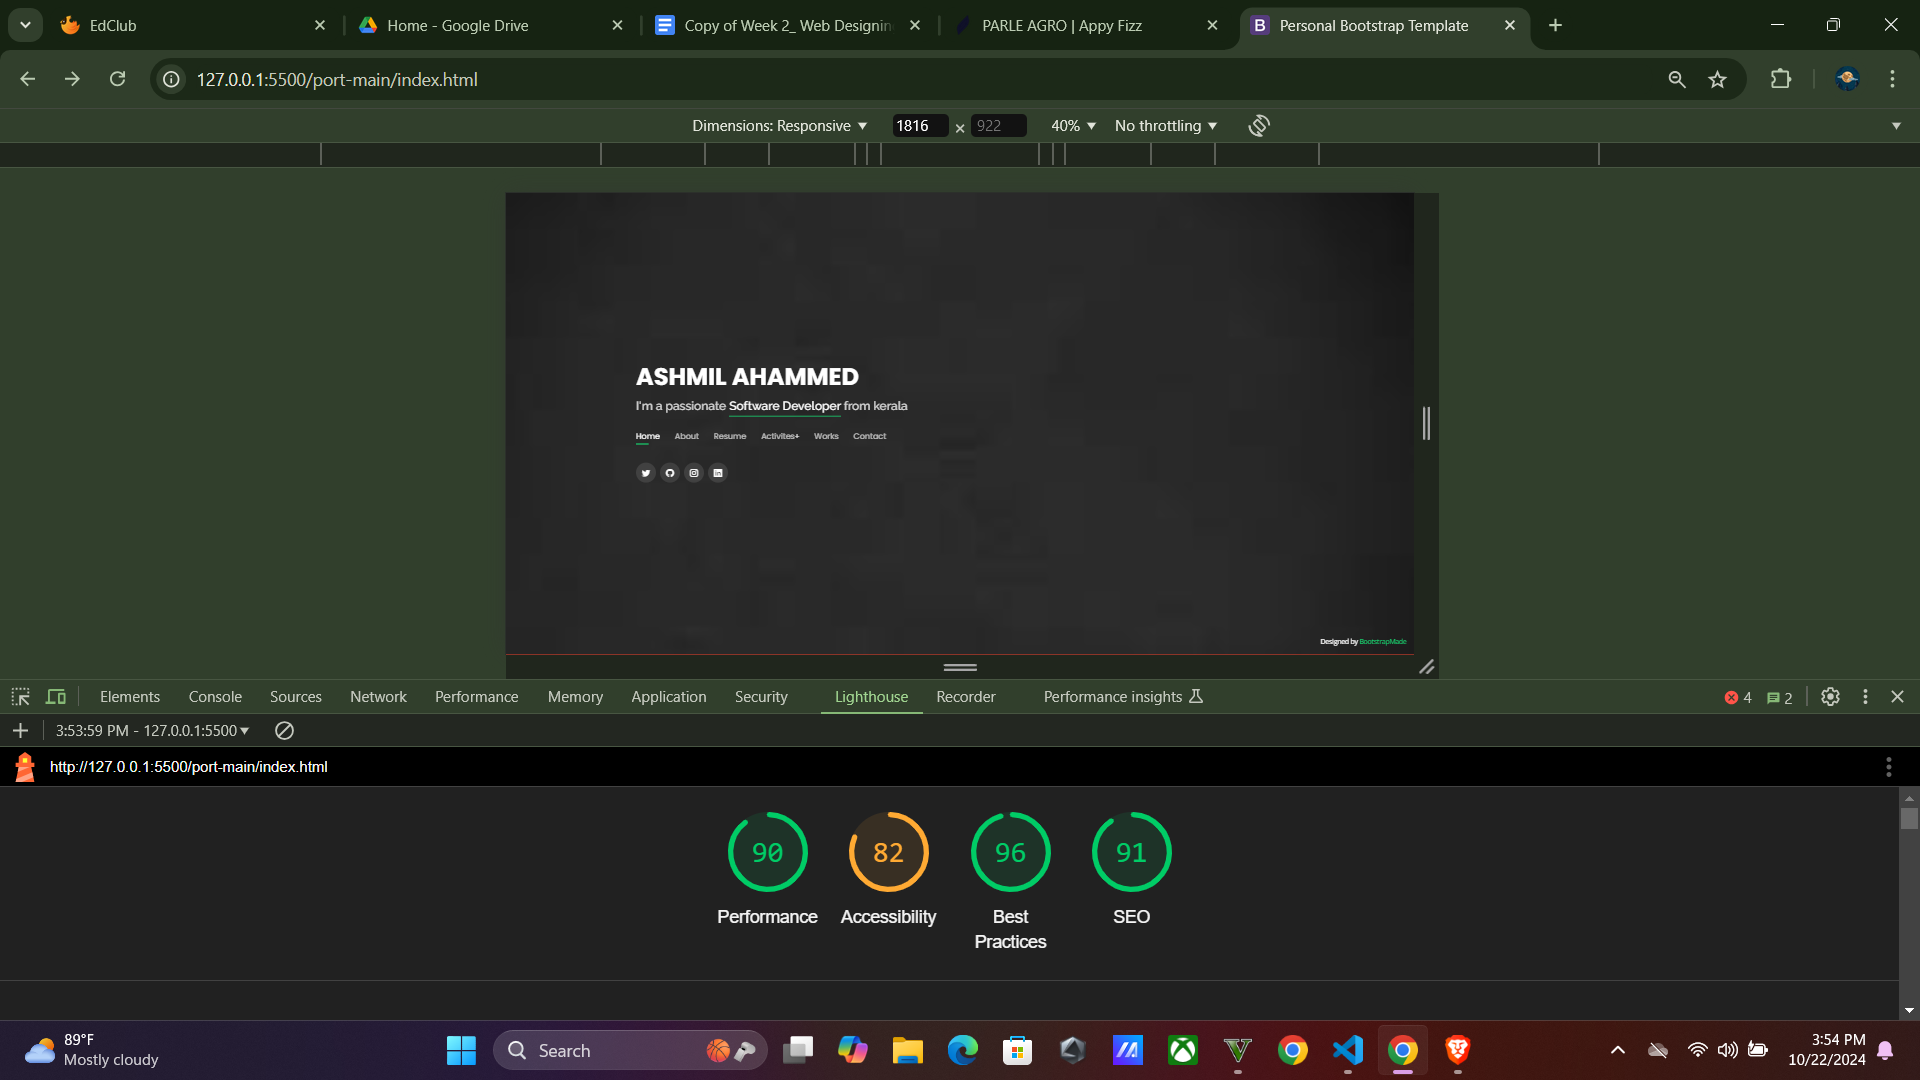 EdClub
Home - Google Drive
Copy of Week 2_ Web Designin
PARLE AGRO | Appy Fizz
Personal Bootstrap Template
127.0.0.1:5500/port-main/index.html
Dimensions: Responsive 1816 × 922 40% No throttling
ASHMIL AHAMMED
I'm a passionate Software Developer from kerala
Home About Resume Activites+ Works Contact
Designed by BootstrapMade
Elements Console Sources Network Performance Memory Application Security Lighthouse Recorder Performance insights 4 2
3:53:59 PM - 127.0.0.1:5500
http://127.0.0.1:5500/port-main/index.html
90 82 96 91
Performance Accessibility Best Practices SEO
89°F
Mostly cloudy
Search
3:54 PM
10/22/2024